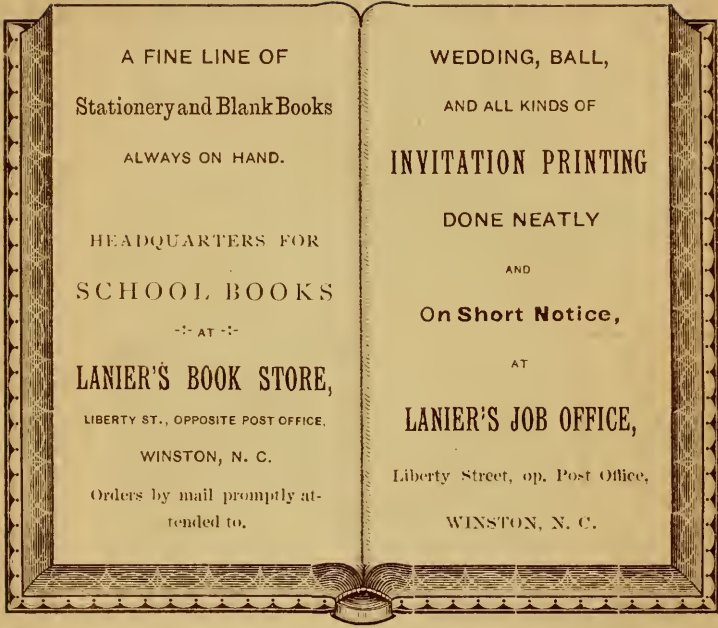 A FINE LINE OF
Stationery and Blank Books
ALWAYS ON HAND.
HEADQUARTERS FOR
SCHOOL BOOKS
-:- AT -:-
LANIER'S BOOK STORE,
LIBERTY ST., OPPOSITE POST OFFICE,
WINSTON, N. C.
Orders by mail promptly at-
tended to.
WEDDING, BALL,
AND ALL KINDS OF
INVITATION PRINTING
DONE NEATLY
AND
On Short Notice,
AT
LANIER'S JOB OFFICE,
Liberty Street, op. Post Office,
WINSTON, N. C.